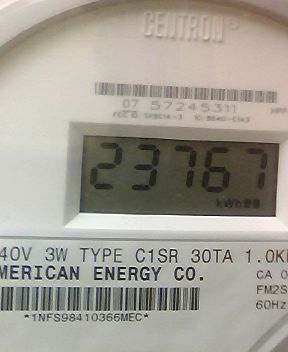 CENTRON®
07 57245311
23767
kWh
40V 3W TYPE C1SR 30TA 1.0K
MERICAN ENERGY CO.
CA 0
FM2S
60Hz
*1NFS98410366MEC*